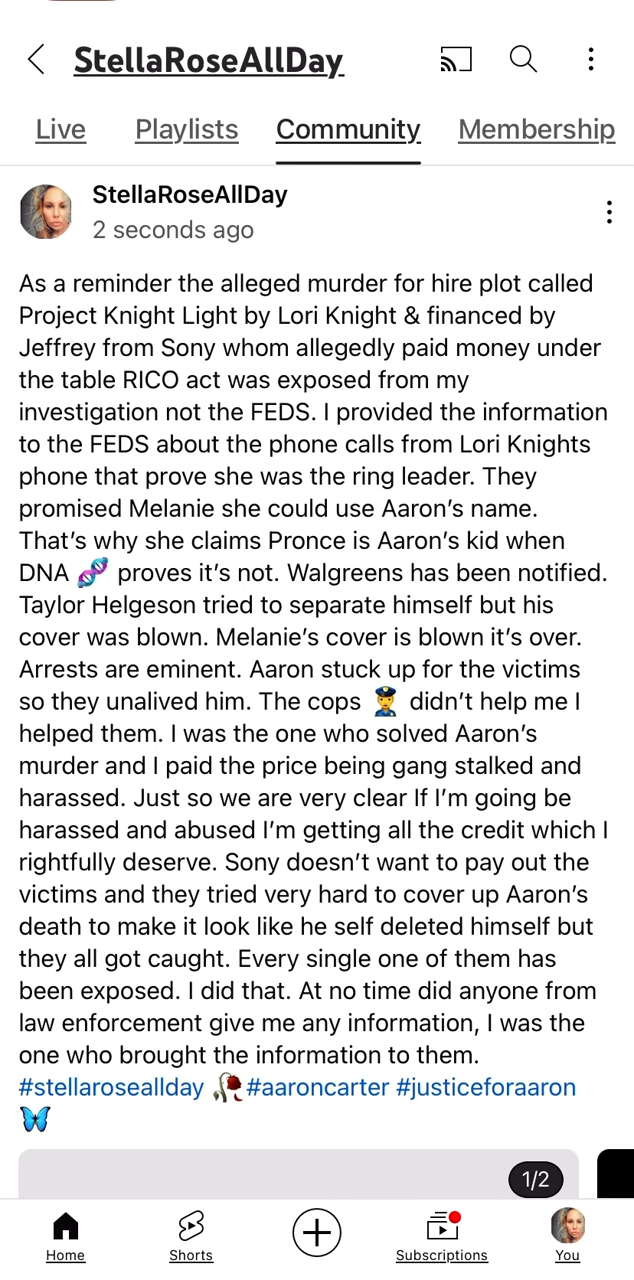 StellaRoseAllDay
Live Playlists Community Membership
StellaRoseAllDay
2 seconds ago
As a reminder the alleged murder for hire plot called
Project Knight Light by Lori Knight & financed by
Jeffrey from Sony whom allegedly paid money under
the table RICO act was exposed from my
investigation not the FEDS. I provided the information
to the FEDS about the phone calls from Lori Knights
phone that prove she was the ring leader. They
promised Melanie she could use Aaron's name.
That's why she claims Pronce is Aaron's kid when
DNA 🧬 proves it's not. Walgreens has been notified.
Taylor Helgeson tried to separate himself but his
cover was blown. Melanie's cover is blown it's over.
Arrests are eminent. Aaron stuck up for the victims
so they unalived him. The cops 👮 didn't help me I
helped them. I was the one who solved Aaron's
murder and I paid the price being gang stalked and
harassed. Just so we are very clear If I'm going be
harassed and abused I'm getting all the credit which I
rightfully deserve. Sony doesn't want to pay out the
victims and they tried very hard to cover up Aaron's
death to make it look like he self deleted himself but
they all got caught. Every single one of them has
been exposed. I did that. At no time did anyone from
law enforcement give me any information, I was the
one who brought the information to them.
#stellaroseallday 🥀 #aaroncarter #justiceforaaron
🦋
1/2
Home Shorts Subscriptions You